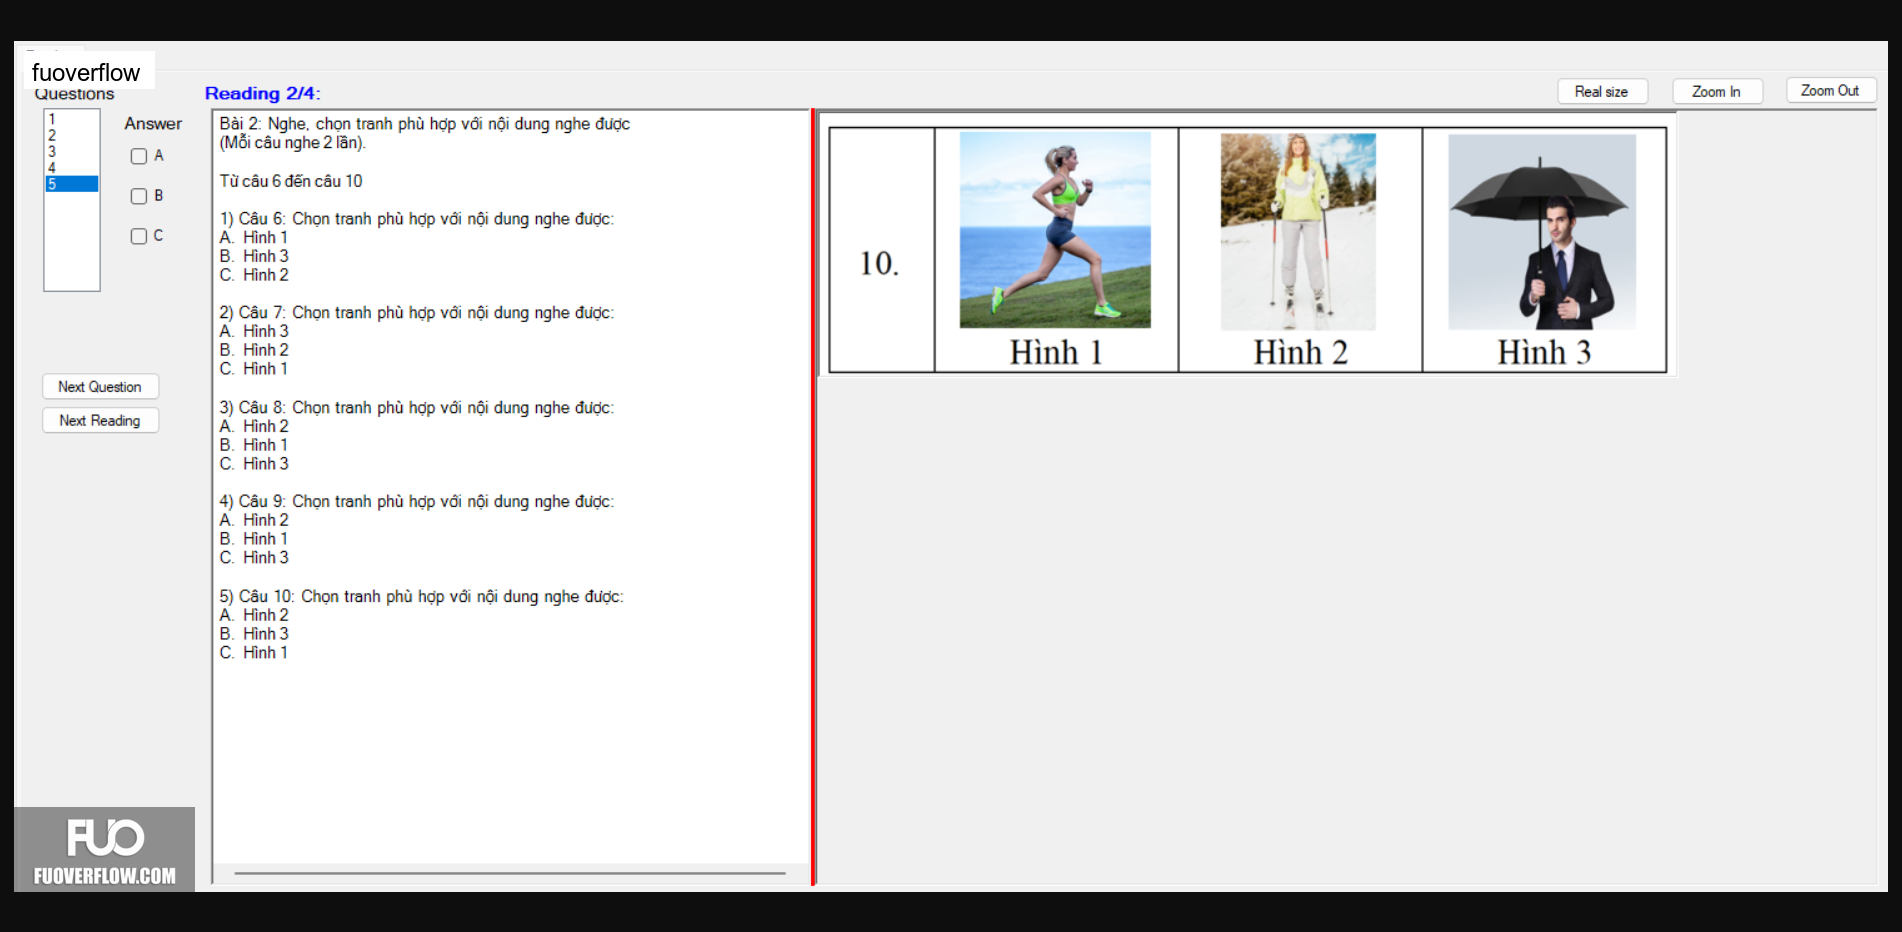 fuoverflow
Questions
Reading 2/4:
Real size
Zoom In
Zoom Out
1
2
3
4
5
Answer
A
B
C
Next Question
Next Reading
Bài 2: Nghe, chọn tranh phù hợp với nội dung nghe được
(Mỗi câu nghe 2 lần).
Từ câu 6 đến câu 10
1) Câu 6: Chọn tranh phù hợp với nội dung nghe được:
A. Hình 1
B. Hình 3
C. Hình 2
2) Câu 7: Chọn tranh phù hợp với nội dung nghe được:
A. Hình 3
B. Hình 2
C. Hình 1
3) Câu 8: Chọn tranh phù hợp với nội dung nghe được:
A. Hình 2
B. Hình 1
C. Hình 3
4) Câu 9: Chọn tranh phù hợp với nội dung nghe được:
A. Hình 2
B. Hình 1
C. Hình 3
5) Câu 10: Chọn tranh phù hợp với nội dung nghe được:
A. Hình 2
B. Hình 3
C. Hình 1
10.
Hình 1
Hình 2
Hình 3
FUO
FUOVERFLOW.COM